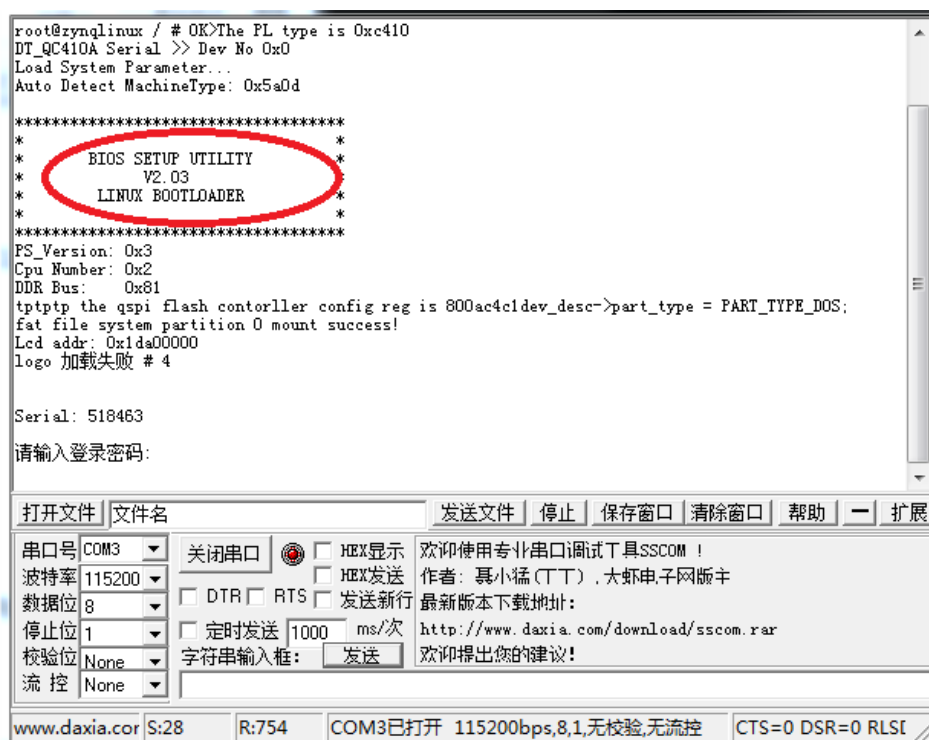 root@zynqlinux / # OK>The PL type is 0xc410
DT_QC410A Serial >> Dev No 0x0
Load System Parameter...
Auto Detect MachineType: 0x5a0d
************************************
* *
* BIOS SETUP UTILITY *
* V2.03
* LINUX BOOTLOADER *
* *
************************************
PS_Version: 0x3
Cpu Number: 0x2
DDR Bus: 0x81
tptptp the qspi flash contorller config reg is 800ac4c1dev_desc->part_type = PART_TYPE_DOS;
fat file system partition 0 mount success!
Lcd addr: 0x1da00000
logo 加载失败 # 4
Serial: 518463
请输入登录密码:
打开文件 文件名 发送文件 停止 保存窗口 清除窗口 帮助 — 扩展
串口号 COM3 关闭串口 HEX显示
波特率 115200 HEX发送
数据位 8 DTR RTS 发送新行
停止位 1 定时发送 1000 ms/次
校验位 None 字符串输入框: 发送
流 控 None
欢迎使用专业串口调试工具SSCOM !
作者: 聂小猛(丁丁) ,大虾电子网版主
最新版本下载地址:
http://www.daxia.com/download/sscom.rar
欢迎提出您的建议!
www.daxia.cor S:28 R:754 COM3已打开 115200bps,8,1,无校验,无流控 CTS=0 DSR=0 RLSI